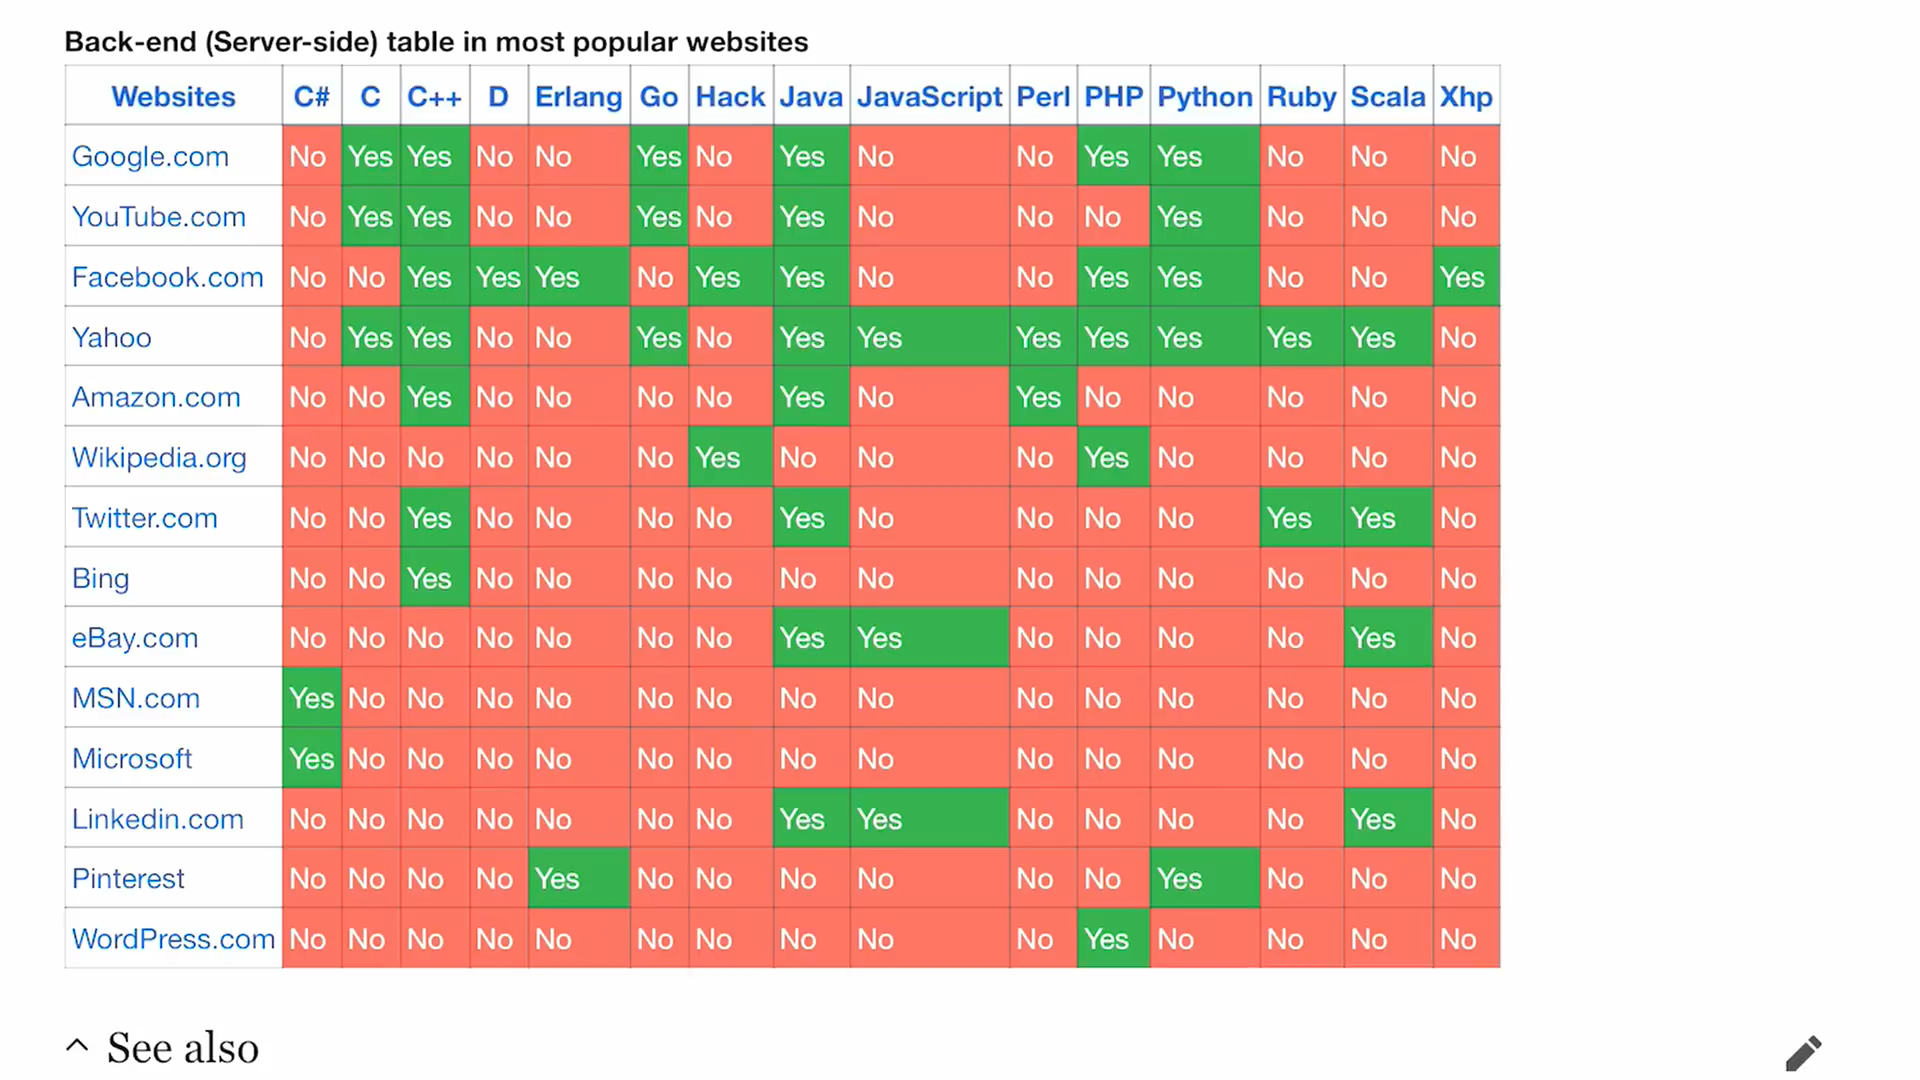 Back-end (Server-side) table in most popular websites
Websites C# C C++ D Erlang Go Hack Java JavaScript Perl PHP Python Ruby Scala Xhp
Google.com No Yes Yes No No Yes No Yes No No Yes Yes No No No
YouTube.com No Yes Yes No No Yes No Yes No No No Yes No No No
Facebook.com No No Yes Yes Yes No Yes Yes No No Yes Yes No No Yes
Yahoo No Yes Yes No No Yes No Yes Yes Yes Yes Yes Yes Yes No
Amazon.com No No Yes No No No No Yes No Yes No No No No No
Wikipedia.org No No No No No No Yes No No No Yes No No No No
Twitter.com No No Yes No No No No Yes No No No No Yes Yes No
Bing No No Yes No No No No No No No No No No No No
eBay.com No No No No No No No Yes Yes No No No No Yes No
MSN.com Yes No No No No No No No No No No No No No No
Microsoft Yes No No No No No No No No No No No No No No
Linkedin.com No No No No No No No Yes Yes No No No No Yes No
Pinterest No No No No Yes No No No No No No Yes No No No
WordPress.com No No No No No No No No No No Yes No No No No
See also